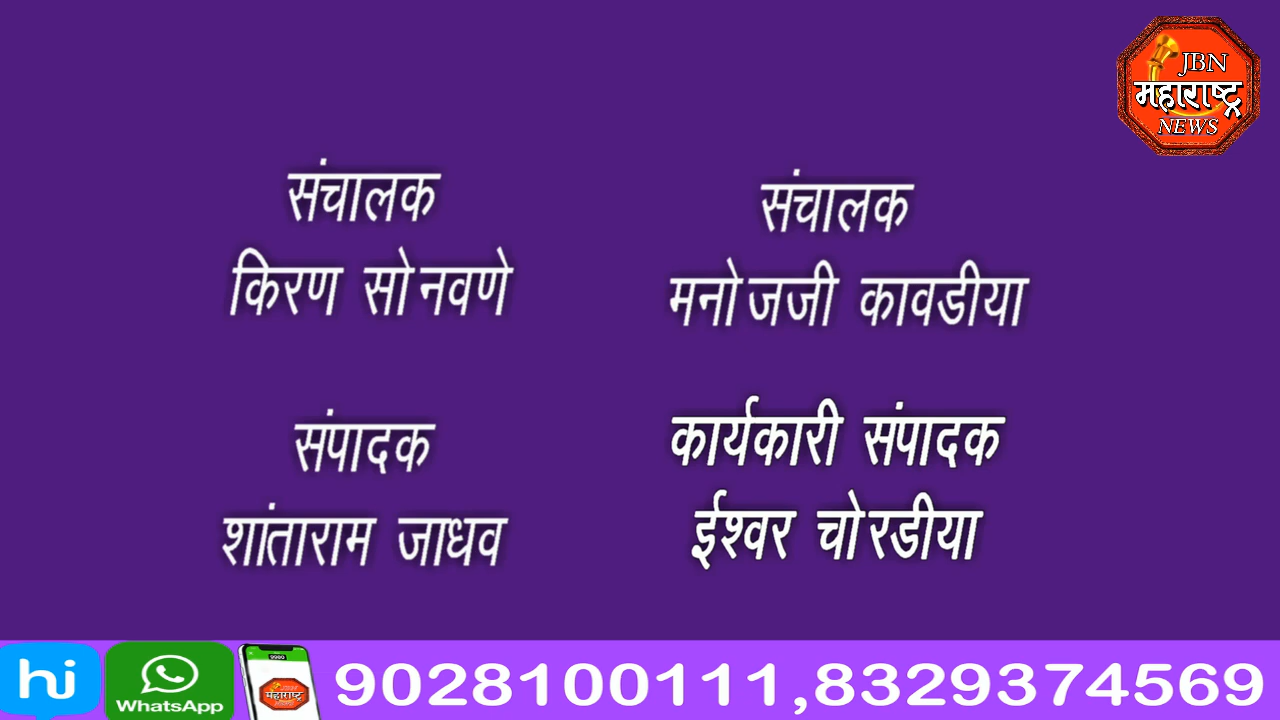 JBN
महाराष्ट्र
NEWS
संचालक
किरण सोनवणे
संचालक
मनोजजी कावडीया
संपादक
शांताराम जाधव
कार्यकारी संपादक
ईश्वर चोरडीया
hi
WhatsApp
महाराष्ट्र
9028100111,8329374569